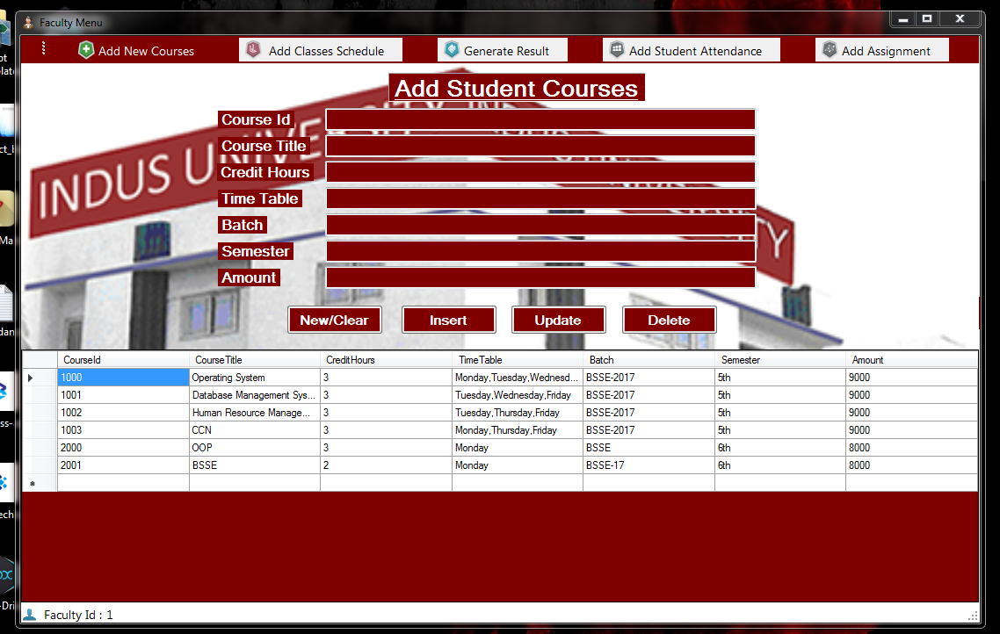 Faculty Menu
Add New Courses Add Classes Schedule Generate Result Add Student Attendance Add Assignment
Add Student Courses
INDUS UNIVERSITY
Course Id
Course Title
Credit Hours
Time Table
Batch
Semester
Amount
New/Clear Insert Update Delete
CourseId CourseTitle CreditHours TimeTable Batch Semester Amount
1000 Operating System 3 Monday,Tuesday,Wednesd... BSSE-2017 5th 9000
1001 Database Management Sys... 3 Tuesday,Wednesday,Friday BSSE-2017 5th 9000
1002 Human Resource Manage... 3 Tuesday,Thursday,Friday BSSE-2017 5th 9000
1003 CCN 3 Monday,Thursday,Friday BSSE-2017 5th 9000
2000 OOP 3 Monday BSSE 6th 8000
2001 BSSE 2 Monday BSSE-17 6th 8000
Faculty Id : 1